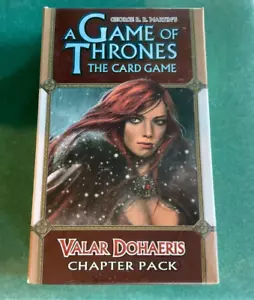 GEORGE R. R. MARTIN'S
A GAME OF
THRONES
THE CARD GAME
VALAR DOHAERIS
CHAPTER PACK